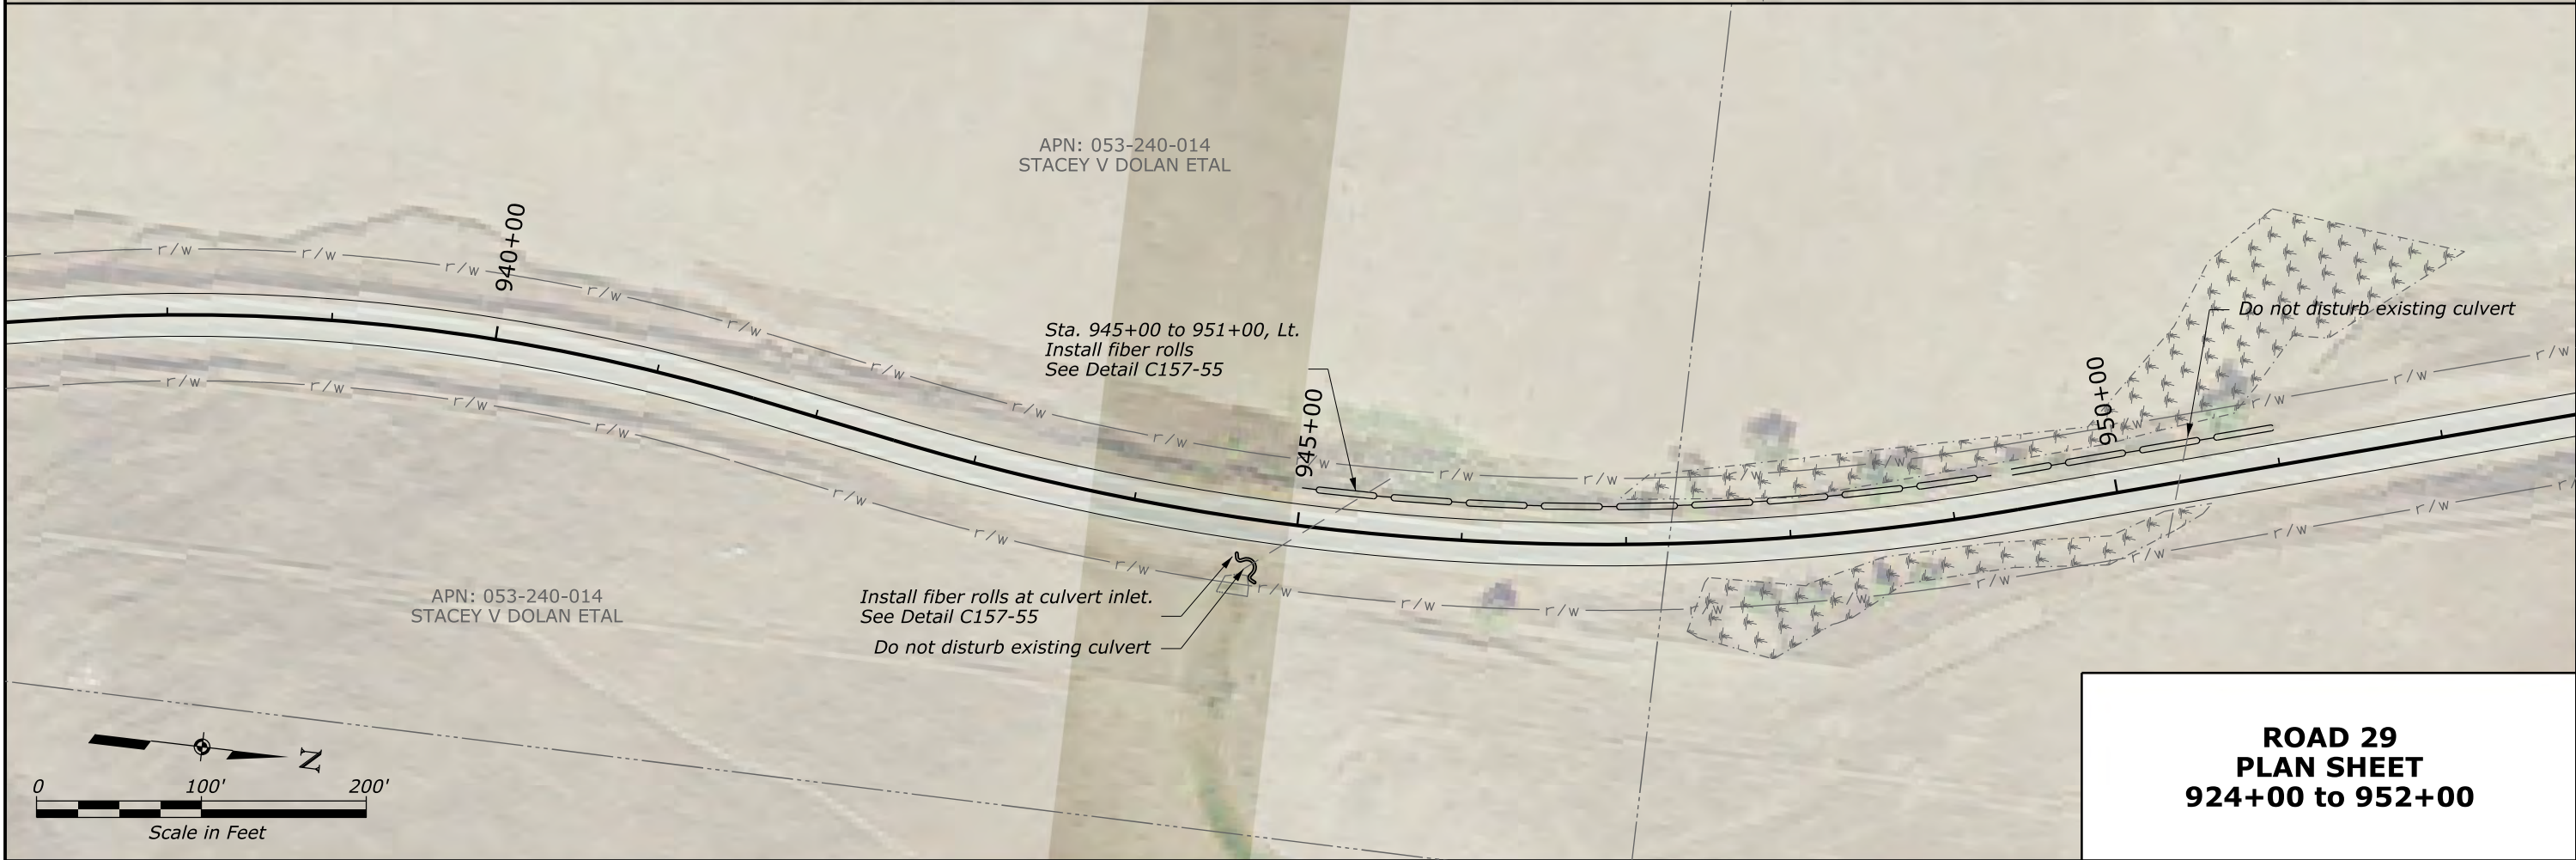 APN: 053-240-014
STACEY V DOLAN ETAL
r/w r/w r/w r/w r/w r/w r/w r/w r/w r/w r/w r/w r/w r/w r/w r/w r/w
940+00
Sta. 945+00 to 951+00, Lt.
Install fiber rolls
See Detail C157-55
945+00
950+00
Do not disturb existing culvert
r/w r/w r/w r/w r/w r/w r/w r/w r/w r/w r/w r/w r/w r/w r/w r/w r/w r/w
APN: 053-240-014
STACEY V DOLAN ETAL
Install fiber rolls at culvert inlet.
See Detail C157-55
Do not disturb existing culvert
N
0 100' 200'
Scale in Feet
ROAD 29
PLAN SHEET
924+00 to 952+00